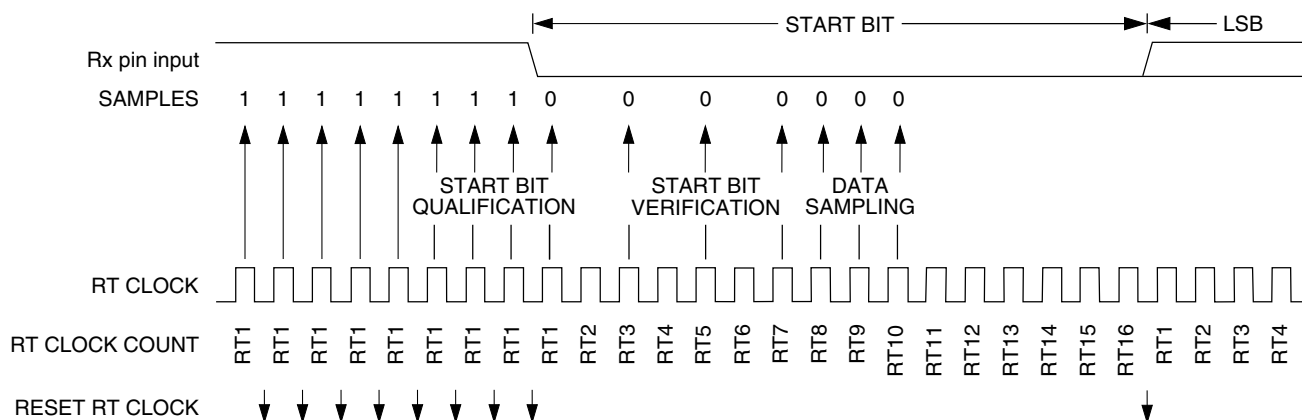 START BIT LSB
Rx pin input
SAMPLES 1 1 1 1 1 1 1 1 0 0 0 0 0 0 0
START BIT QUALIFICATION
START BIT VERIFICATION
DATA SAMPLING
RT CLOCK
RT CLOCK COUNT RT1 RT1 RT1 RT1 RT1 RT1 RT1 RT1 RT1 RT2 RT3 RT4 RT5 RT6 RT7 RT8 RT9 RT10 RT11 RT12 RT13 RT14 RT15 RT16 RT1 RT2 RT3 RT4
RESET RT CLOCK